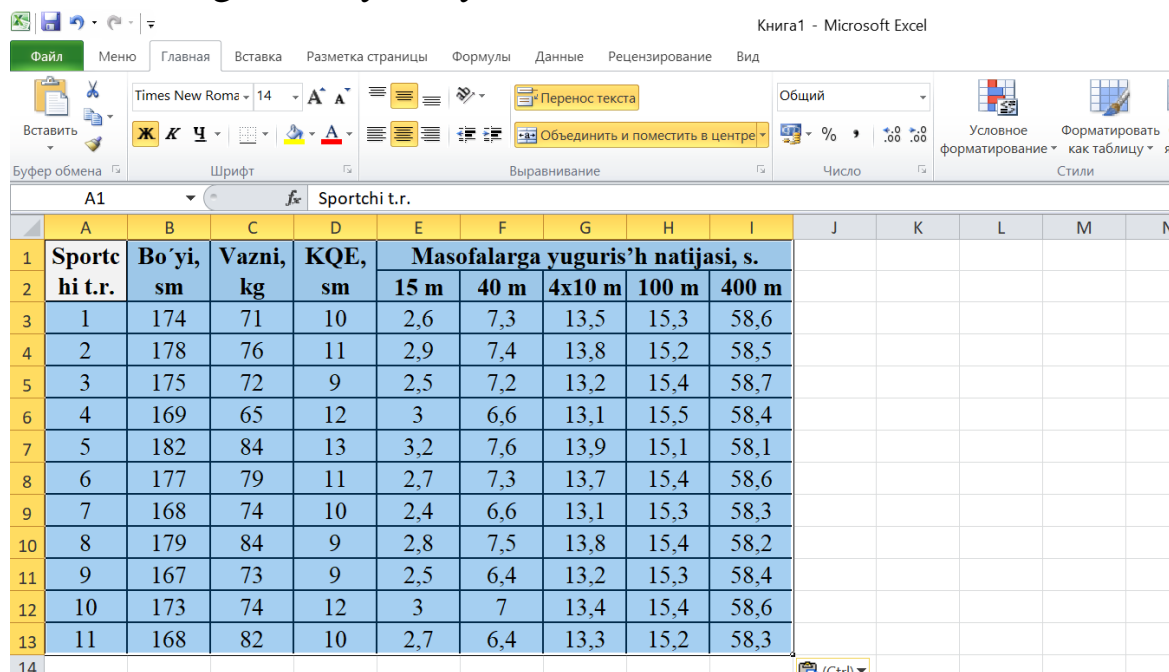 Книга1 - Microsoft Excel
Файл Меню Главная Вставка Разметка страницы Формулы Данные Рецензирование Вид
Times New Roma 14 Перенос текста Общий
Вставить Ж К Ч Объединить и поместить в центре % Условное форматирование Форматировать как таблицу
Буфер обмена Шрифт Выравнивание Число Стили
A1 fx Sportchi t.r.
A B C D E F G H I J K L M N
1 Sportc Bo´yi, Vazni, KQE, Masofalarga yuguris’h natijasi, s.
2 hi t.r. sm kg sm 15 m 40 m 4x10 m 100 m 400 m
3 1 174 71 10 2,6 7,3 13,5 15,3 58,6
4 2 178 76 11 2,9 7,4 13,8 15,2 58,5
5 3 175 72 9 2,5 7,2 13,2 15,4 58,7
6 4 169 65 12 3 6,6 13,1 15,5 58,4
7 5 182 84 13 3,2 7,6 13,9 15,1 58,1
8 6 177 79 11 2,7 7,3 13,7 15,4 58,6
9 7 168 74 10 2,4 6,6 13,1 15,3 58,3
10 8 179 84 9 2,8 7,5 13,8 15,4 58,2
11 9 167 73 9 2,5 6,4 13,2 15,3 58,4
12 10 173 74 12 3 7 13,4 15,4 58,6
13 11 168 82 10 2,7 6,4 13,3 15,2 58,3
14 (Ctrl)